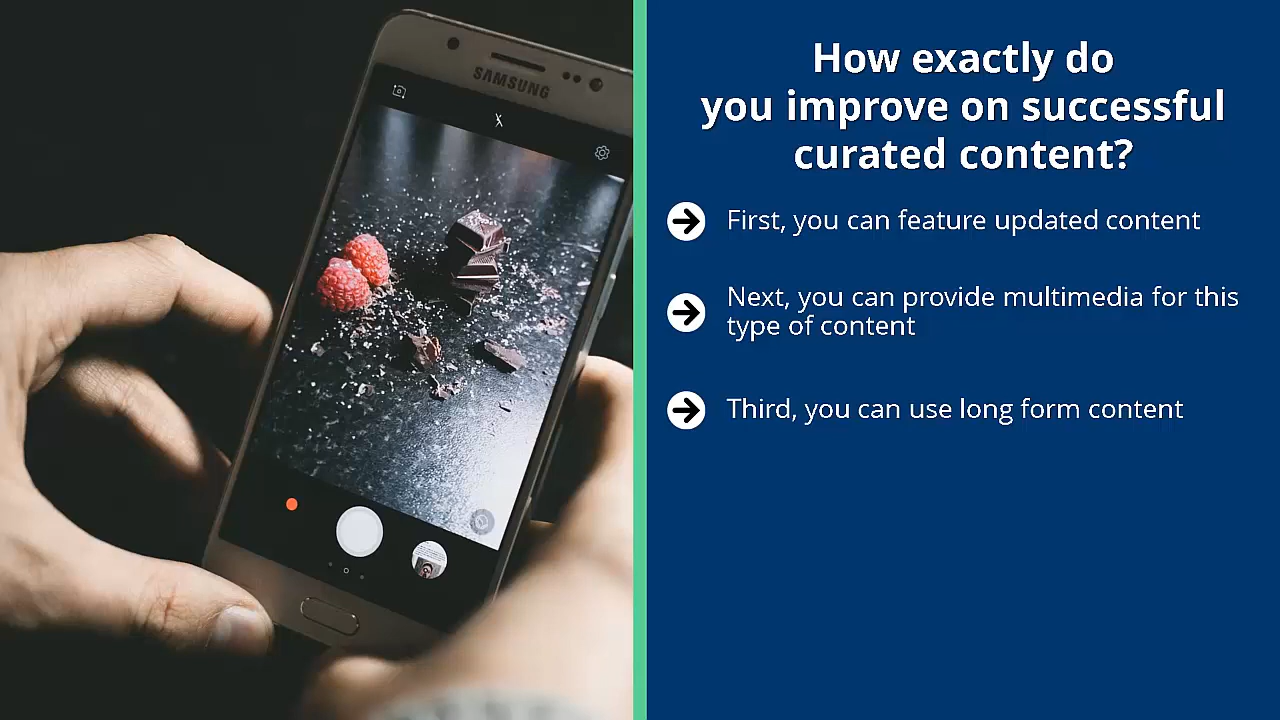 SAMSUNG
How exactly do
you improve on successful
curated content?
First, you can feature updated content
Next, you can provide multimedia for this
type of content
Third, you can use long form content